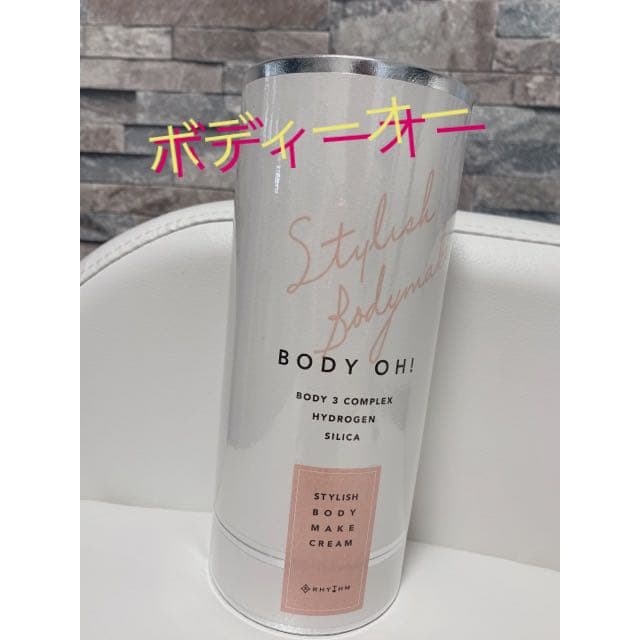 ボディーオー
Stylish
Bodymak
BODY OH!
BODY 3 COMPLEX
HYDROGEN
SILICA
STYLISH
BODY
MAKE
CREAM
RHYTHM